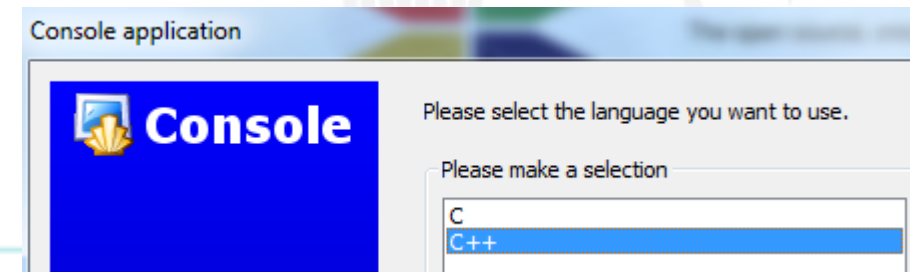 Console application
Console
Please select the language you want to use.
Please make a selection
C
C++